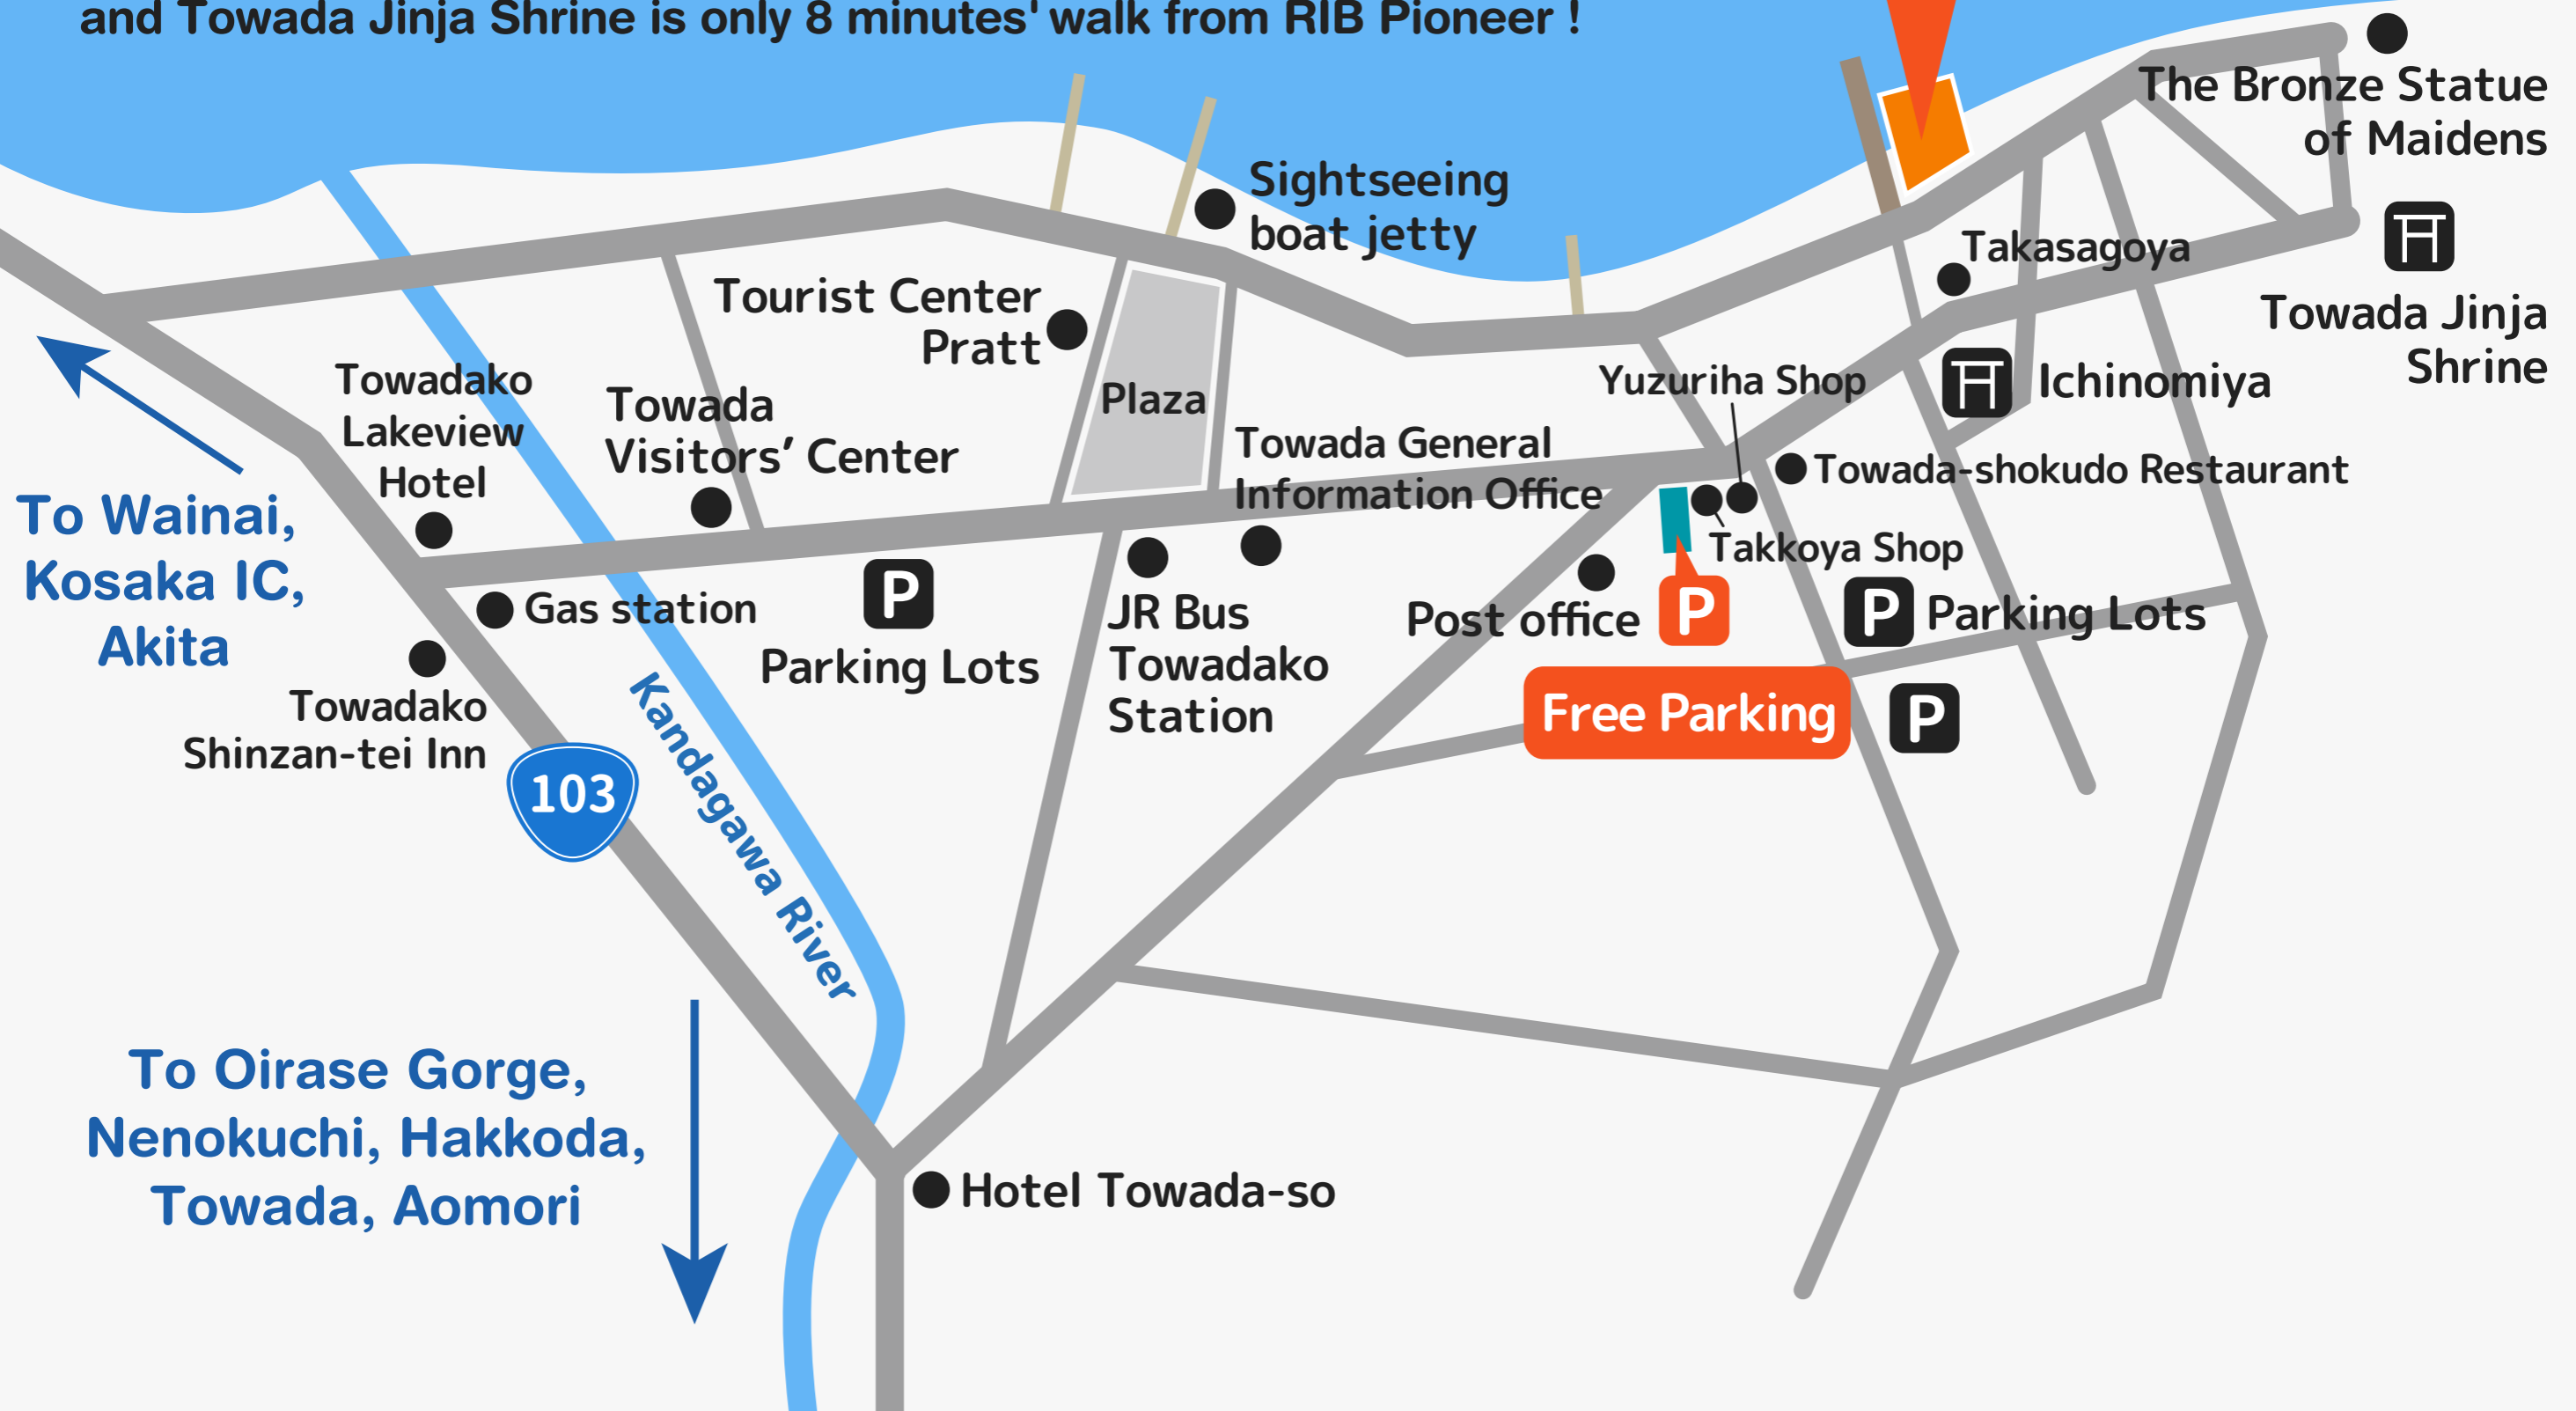 and Towada Jinja Shrine is only 8 minutes' walk from RIB Pioneer !
The Bronze Statue
of Maidens
Sightseeing
boat jetty
Takasagoya
Towada Jinja
Shrine
Tourist Center
Pratt
Plaza
Yuzuriha Shop
Ichinomiya
Towadako
Lakeview
Hotel
Towada
Visitors’ Center
Towada General
Information Office
Towada-shokudo Restaurant
To Wainai,
Kosaka IC,
Akita
Takkoya Shop
Gas station
P
Parking Lots
JR Bus
Towadako
Station
Post office
P
P
Parking Lots
Free Parking
P
Towadako
Shinzan-tei Inn
103
Kandagawa River
To Oirase Gorge,
Nenokuchi, Hakkoda,
Towada, Aomori
Hotel Towada-so